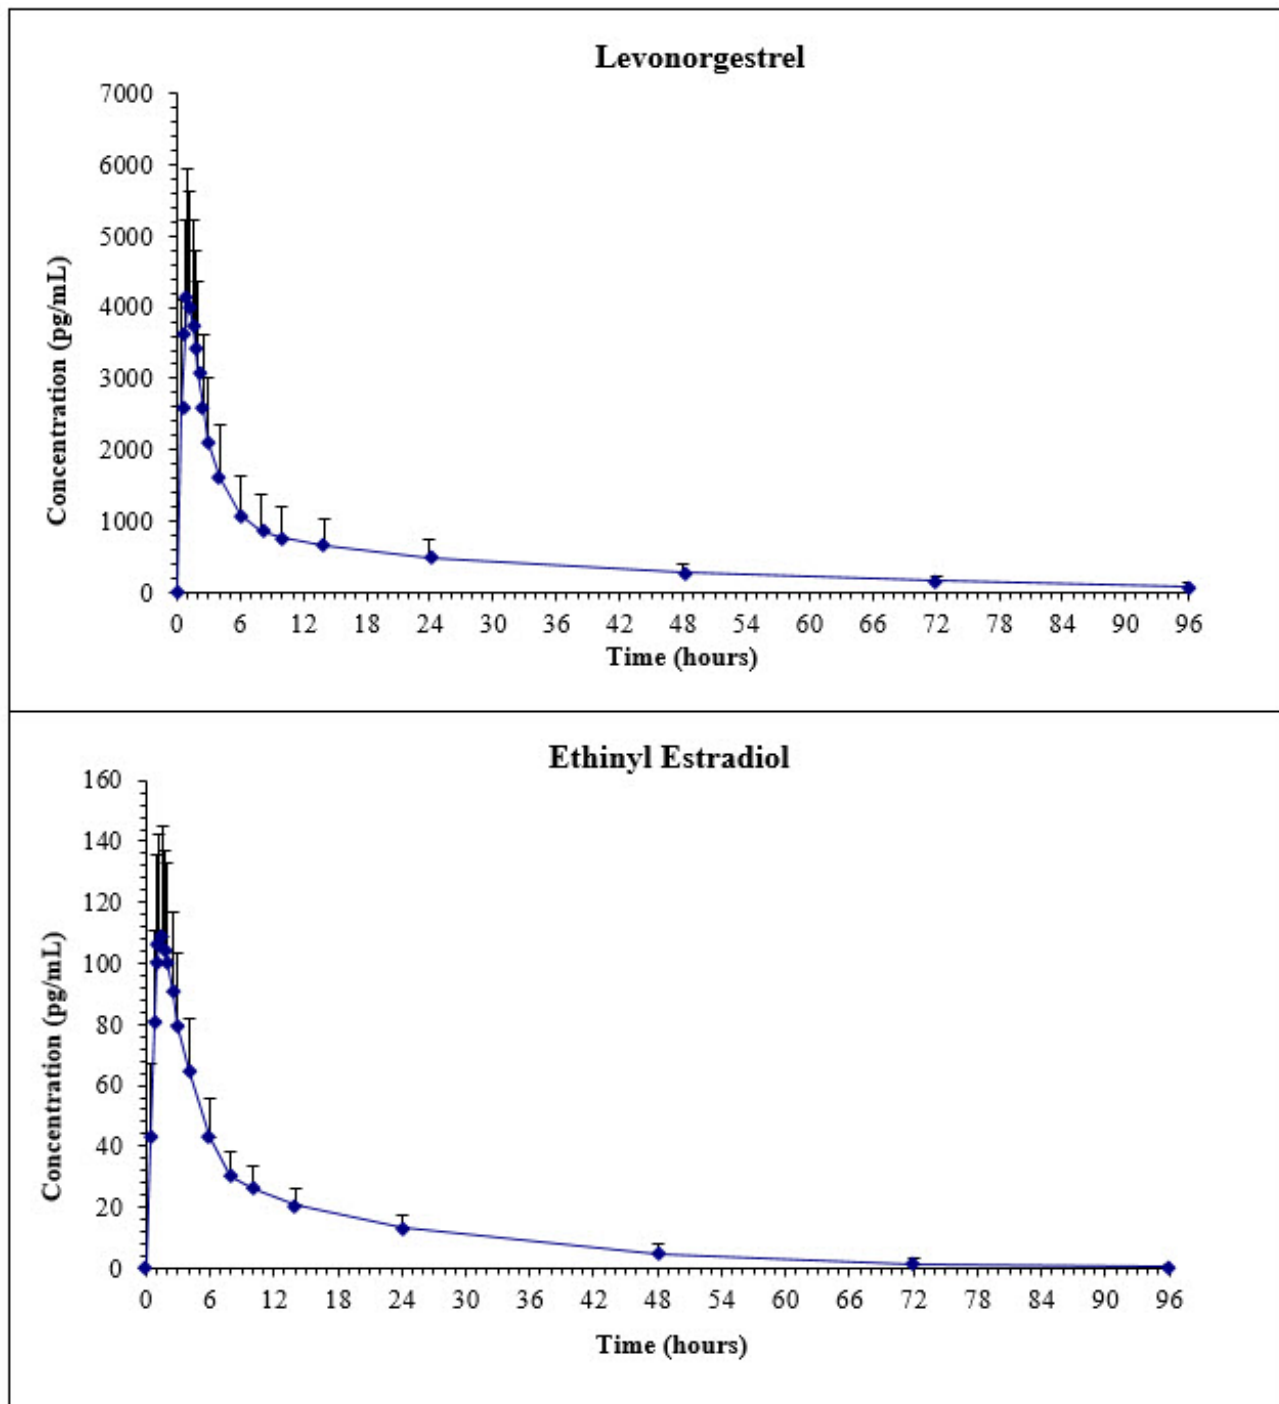 Levonorgestrel
7000
6000
5000
4000
3000
2000
1000
0
Concentration (pg/mL)
0 6 12 18 24 30 36 42 48 54 60 66 72 78 84 90 96
Time (hours)
Ethinyl Estradiol
160
140
120
100
80
60
40
20
0
Concentration (pg/mL)
0 6 12 18 24 30 36 42 48 54 60 66 72 78 84 90 96
Time (hours)